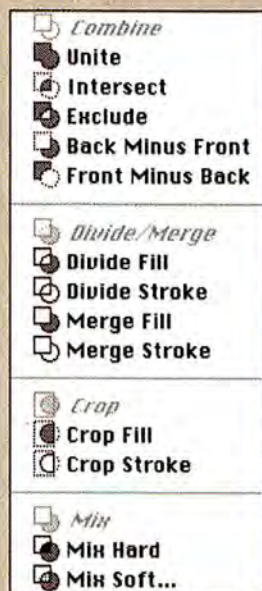 Combine
Unite
Intersect
Exclude
Back Minus Front
Front Minus Back
Divide/Merge
Divide Fill
Divide Stroke
Merge Fill
Merge Stroke
Crop
Crop Fill
Crop Stroke
Mix
Mix Hard
Mix Soft...